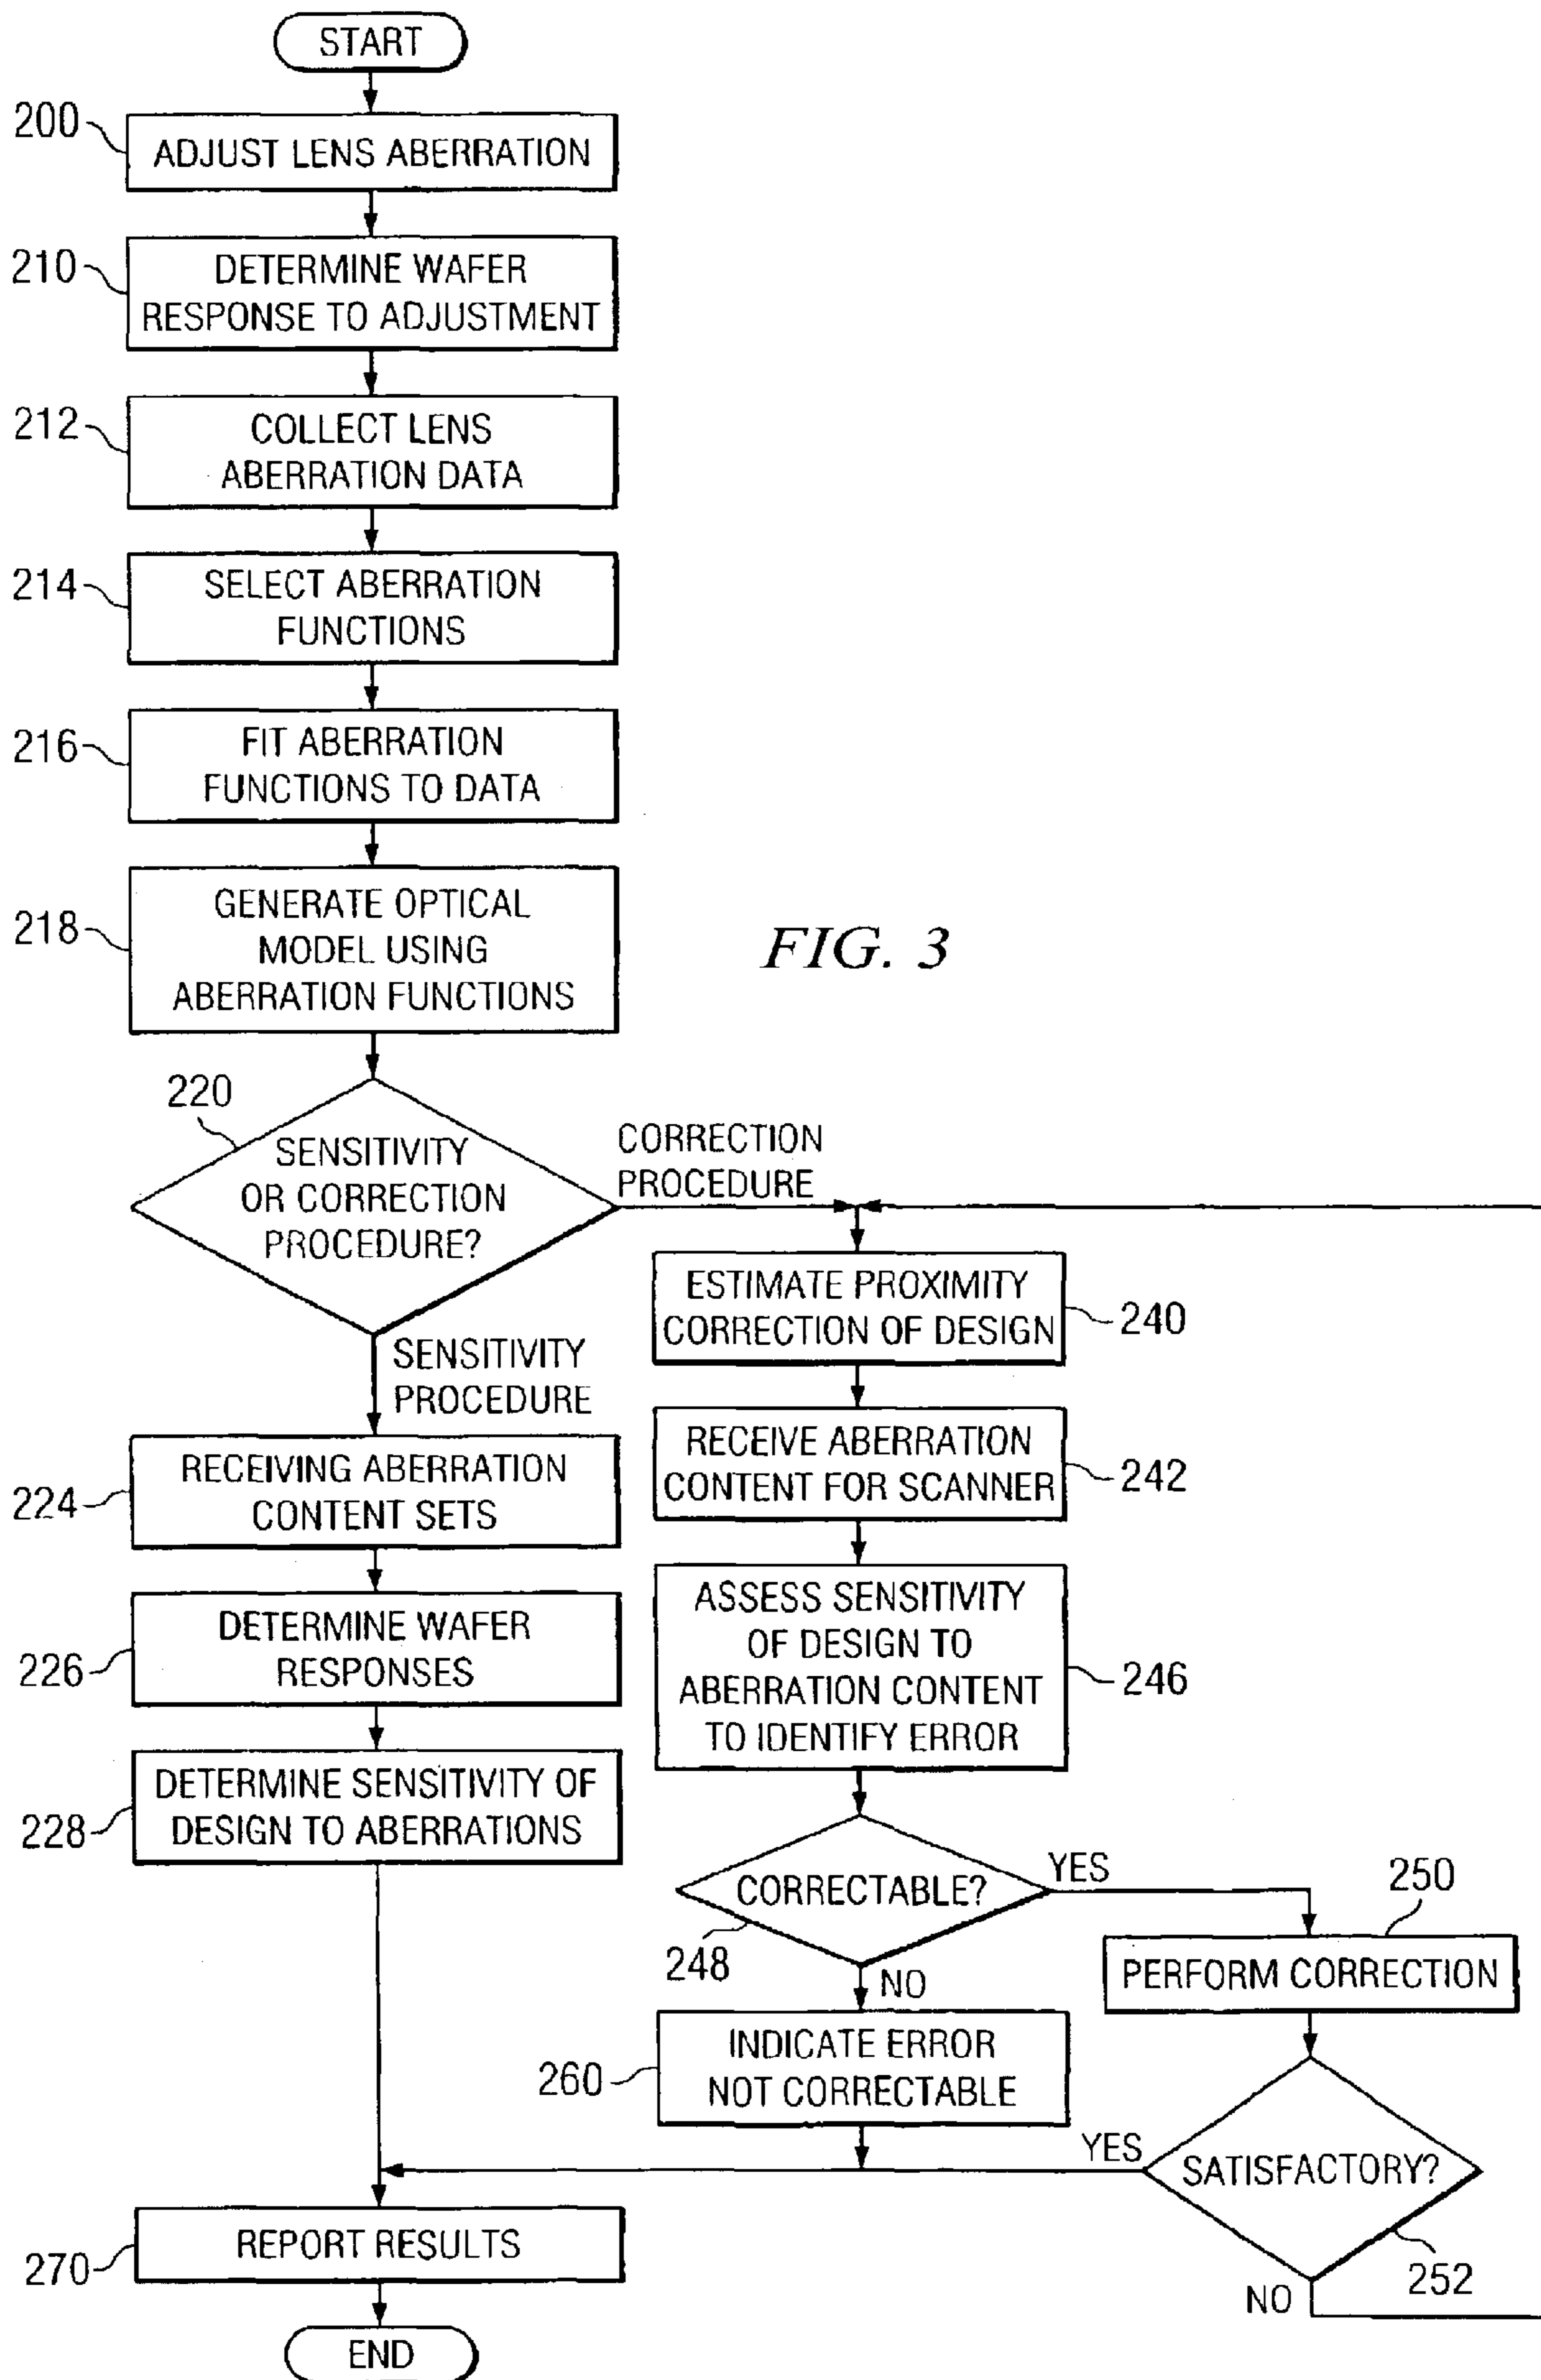 START
200
ADJUST LENS ABERRATION
210
DETERMINE WAFER
RESPONSE TO ADJUSTMENT
212
COLLECT LENS
ABERRATION DATA
214
SELECT ABERRATION
FUNCTIONS
216
FIT ABERRATION
FUNCTIONS TO DATA
218
GENERATE OPTICAL
MODEL USING
ABERRATION FUNCTIONS
FIG. 3
220
SENSITIVITY
OR CORRECTION
PROCEDURE?
CORRECTION
PROCEDURE
SENSITIVITY
PROCEDURE
224
RECEIVING ABERRATION
CONTENT SETS
226
DETERMINE WAFER
RESPONSES
228
DETERMINE SENSITIVITY OF
DESIGN TO ABERRATIONS
ESTIMATE PROXIMITY
CORRECTION OF DESIGN
240
RECEIVE ABERRATION
CONTENT FOR SCANNER
242
ASSESS SENSITIVITY
OF DESIGN TO
ABERRATION CONTENT
TO IDENTIFY ERROR
246
CORRECTABLE?
248
YES
NO
250
PERFORM CORRECTION
260
INDICATE ERROR
NOT CORRECTABLE
SATISFACTORY?
252
YES
NO
270
REPORT RESULTS
END